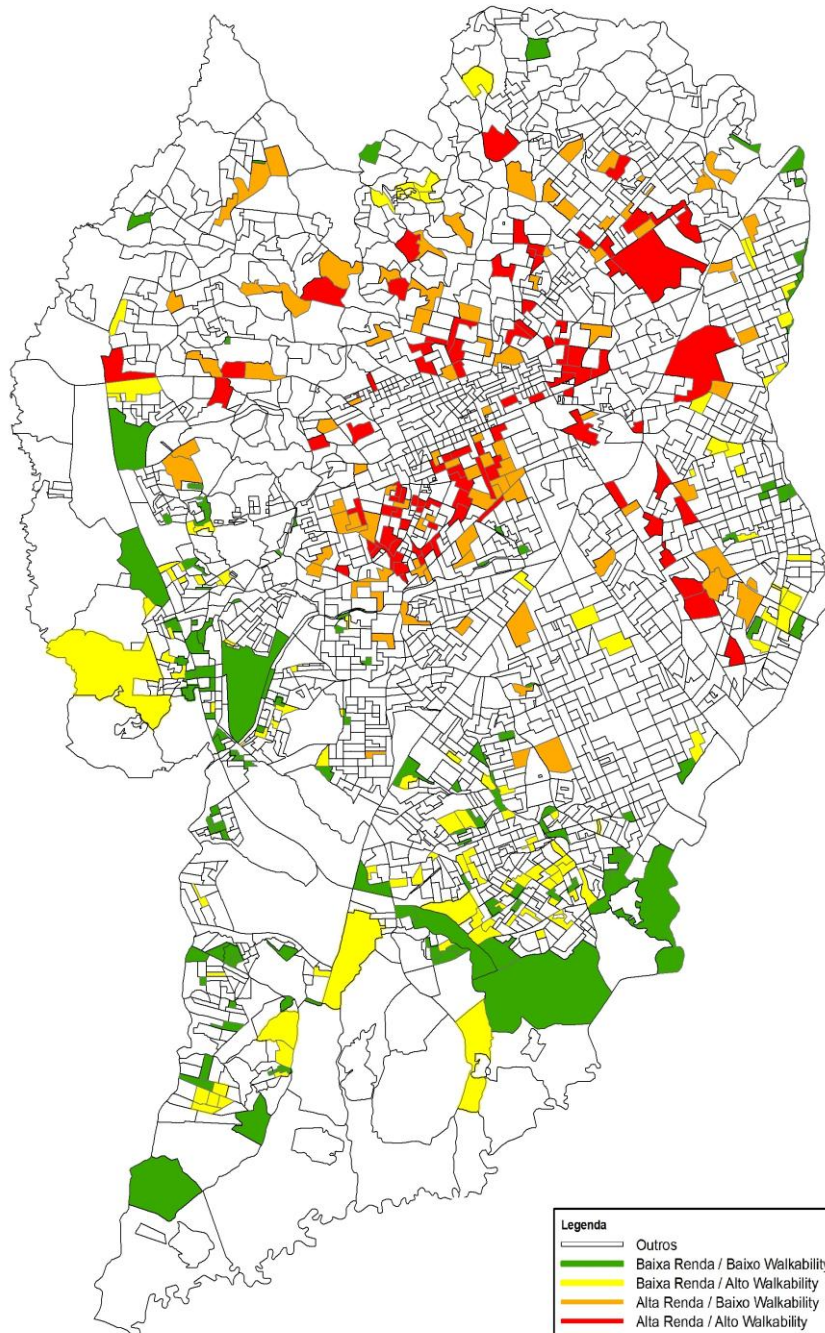 Legenda
Outros
Baixa Renda / Baixo Walkability
Baixa Renda / Alto Walkability
Alta Renda / Baixo Walkability
Alta Renda / Alto Walkability